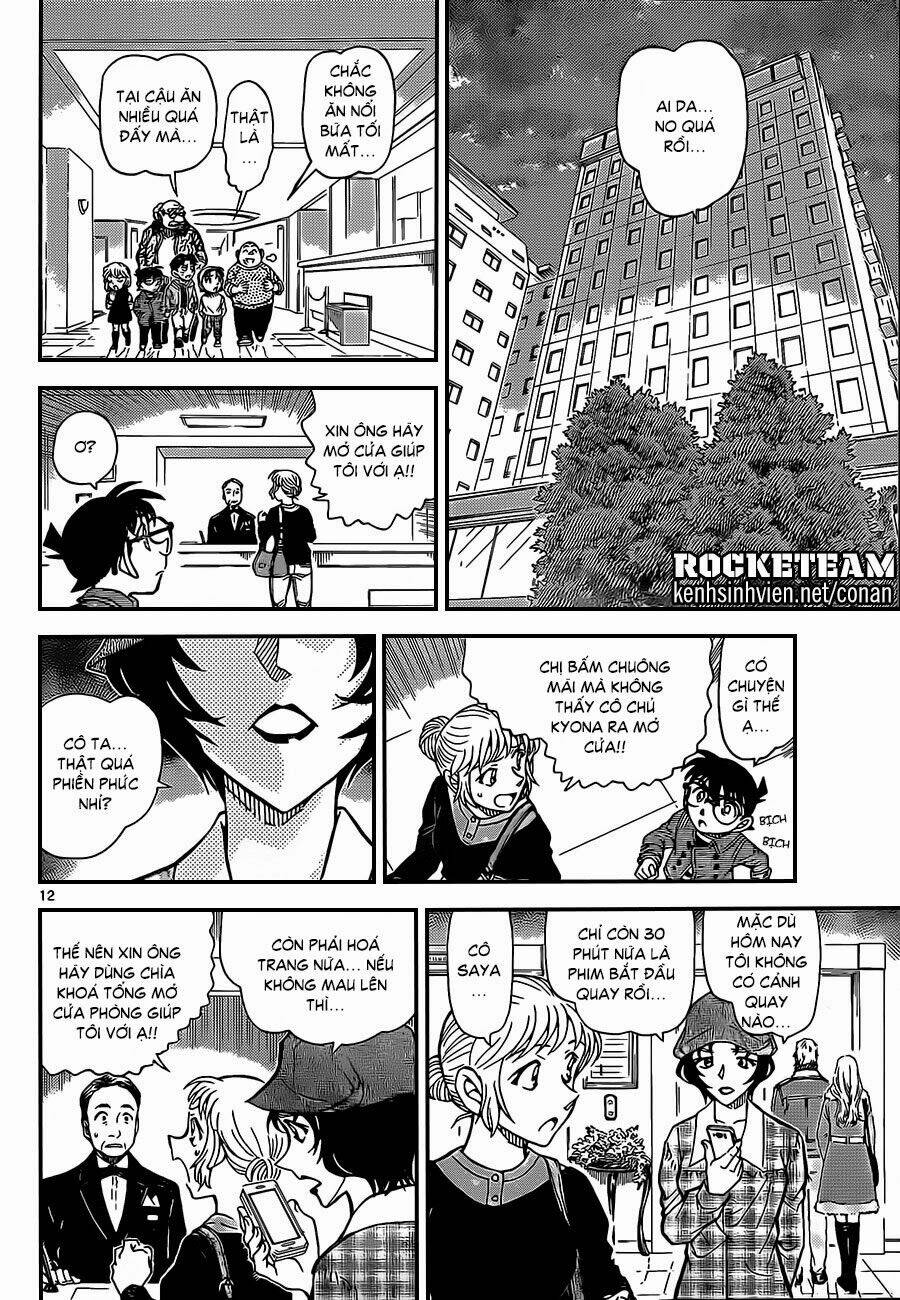 AI DA...
NO QUÁ
RỒI...
CHẮC
KHÔNG
ĂN NỔI
BỮA TỐI
MẤT...
THẬT
LÀ
...
TẠI CẬU ĂN
NHIỀU QUÁ
ĐẤY MÀ...
XIN ÔNG HÃY
MỞ CỬA GIÚP
TÔI VỚI Ạ!!
Ơ?
ROCKETEAM
kenhsinhvien.net/conan
CÓ
CHUYỆN
GÌ THẾ
Ạ...
CHỊ BẤM CHUÔNG
MÃI MÀ KHÔNG
THẤY CÔ CHỦ
KYONA RA MỞ
CỬA!!
BỊCH
BỊCH
CÔ TA...
THẬT QUÁ
PHIỀN PHỨC
NHỈ?
12
MẶC DÙ
HÔM NAY
TÔI KHÔNG
CÓ CẢNH
QUAY
NÀO...
CHỈ CÒN 30
PHÚT NỮA LÀ
PHIM BẮT ĐẦU
QUAY RỒI...
CÔ
SAYA
...
CÒN PHẢI HOÁ
TRANG NỮA... NẾU
KHÔNG MAU LÊN
THÌ...
THẾ NÊN XIN ÔNG
HÃY DÙNG CHÌA
KHOÁ TỔNG MỞ
CỬA PHÒNG GIÚP
TÔI VỚI Ạ!!